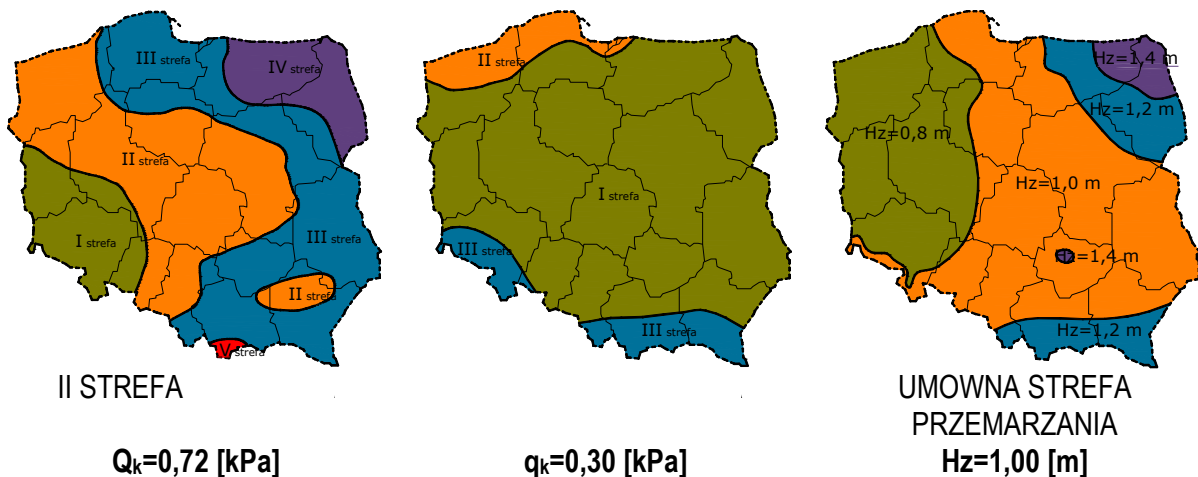 III strefa
IV strefa
II strefa
I strefa
III strefa
II strefa
V strefa
II STREFA
Qk=0,72 [kPa]
II strefa
I strefa
III strefa
III strefa
qk=0,30 [kPa]
Hz=1,4 m
Hz=1,2 m
Hz=0,8 m
Hz=1,0 m
Hz=1,4 m
Hz=1,2 m
UMOWNA STREFA
PRZEMARZANIA
Hz=1,00 [m]